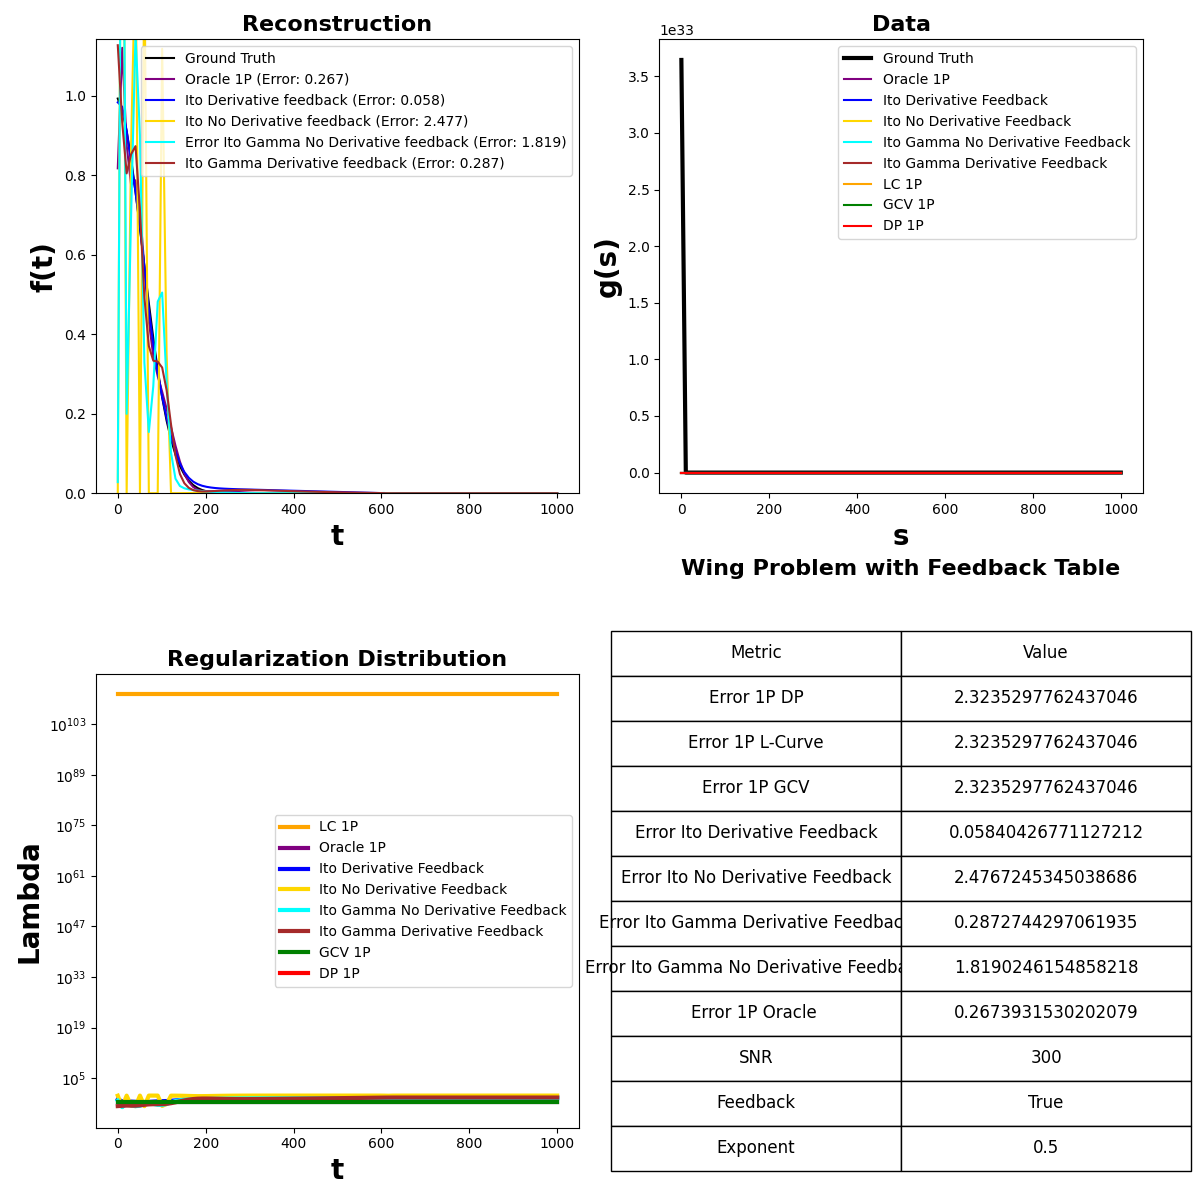 Reconstruction
1.0
0.8
0.6
0.4
0.2
0.0
f(t)
Ground Truth
Oracle 1P (Error: 0.267)
Ito Derivative feedback (Error: 0.058)
Ito No Derivative feedback (Error: 2.477)
Error Ito Gamma No Derivative feedback (Error: 1.819)
Ito Gamma Derivative feedback (Error: 0.287)
0 200 400 600 800 1000
t
Data
1e33
3.5
3.0
2.5
2.0
1.5
1.0
0.5
0.0
g(s)
Ground Truth
Oracle 1P
Ito Derivative Feedback
Ito No Derivative Feedback
Ito Gamma No Derivative Feedback
Ito Gamma Derivative Feedback
LC 1P
GCV 1P
DP 1P
0 200 400 600 800 1000
s
Regularization Distribution
10^103
10^89
10^75
10^61
10^47
10^33
10^19
10^5
Lambda
LC 1P
Oracle 1P
Ito Derivative Feedback
Ito No Derivative Feedback
Ito Gamma No Derivative Feedback
Ito Gamma Derivative Feedback
GCV 1P
DP 1P
0 200 400 600 800 1000
t
Wing Problem with Feedback Table
Metric Value
Error 1P DP 2.3235297762437046
Error 1P L-Curve 2.3235297762437046
Error 1P GCV 2.3235297762437046
Error Ito Derivative Feedback 0.05840426771127212
Error Ito No Derivative Feedback 2.4767245345038686
Error Ito Gamma Derivative Feedbac 0.2872744297061935
Error Ito Gamma No Derivative Feedba 1.8190246154858218
Error 1P Oracle 0.2673931530202079
SNR 300
Feedback True
Exponent 0.5